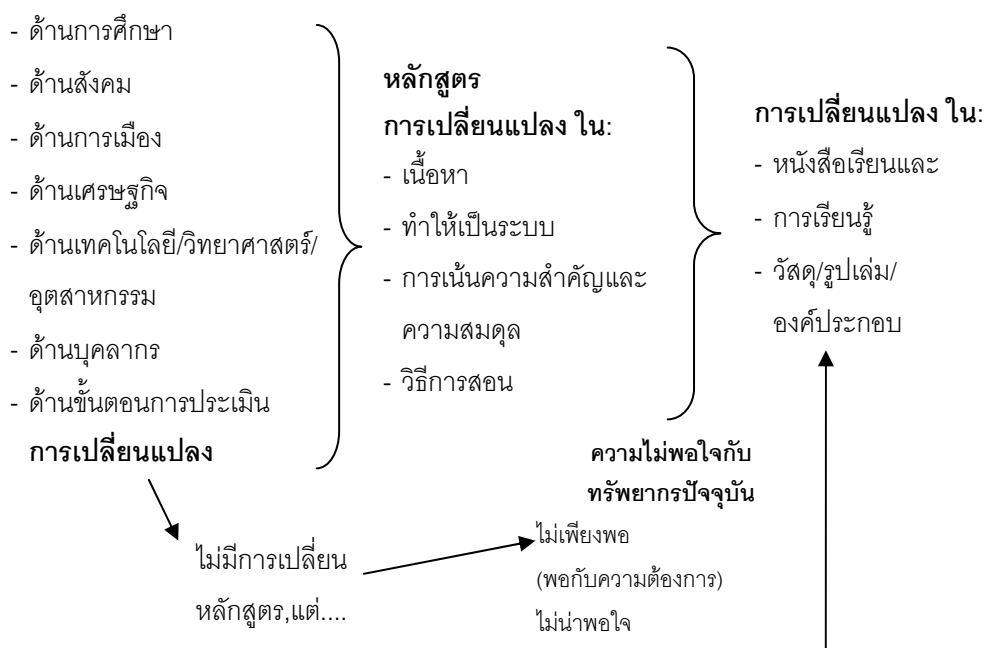 - ด้านการศึกษา
- ด้านสังคม
- ด้านการเมือง
- ด้านเศรษฐกิจ
- ด้านเทคโนโลยี/วิทยาศาสตร์/
อุตสาหกรรม
- ด้านบุคลากร
- ด้านขั้นตอนการประเมิน
การเปลี่ยนแปลง
หลักสูตร
การเปลี่ยนแปลง ใน:
- เนื้อหา
- ทำให้เป็นระบบ
- การเน้นความสำคัญและ
ความสมดุล
- วิธีการสอน
การเปลี่ยนแปลง ใน:
- หนังสือเรียนและ
- การเรียนรู้
- วัสดุ/รูปเล่ม/
องค์ประกอบ
ไม่มีการเปลี่ยน
หลักสูตร,แต่....
ความไม่พอใจกับ
ทรัพยากรปัจจุบัน
ไม่เพียงพอ
(พอกับความต้องการ)
ไม่น่าพอใจ